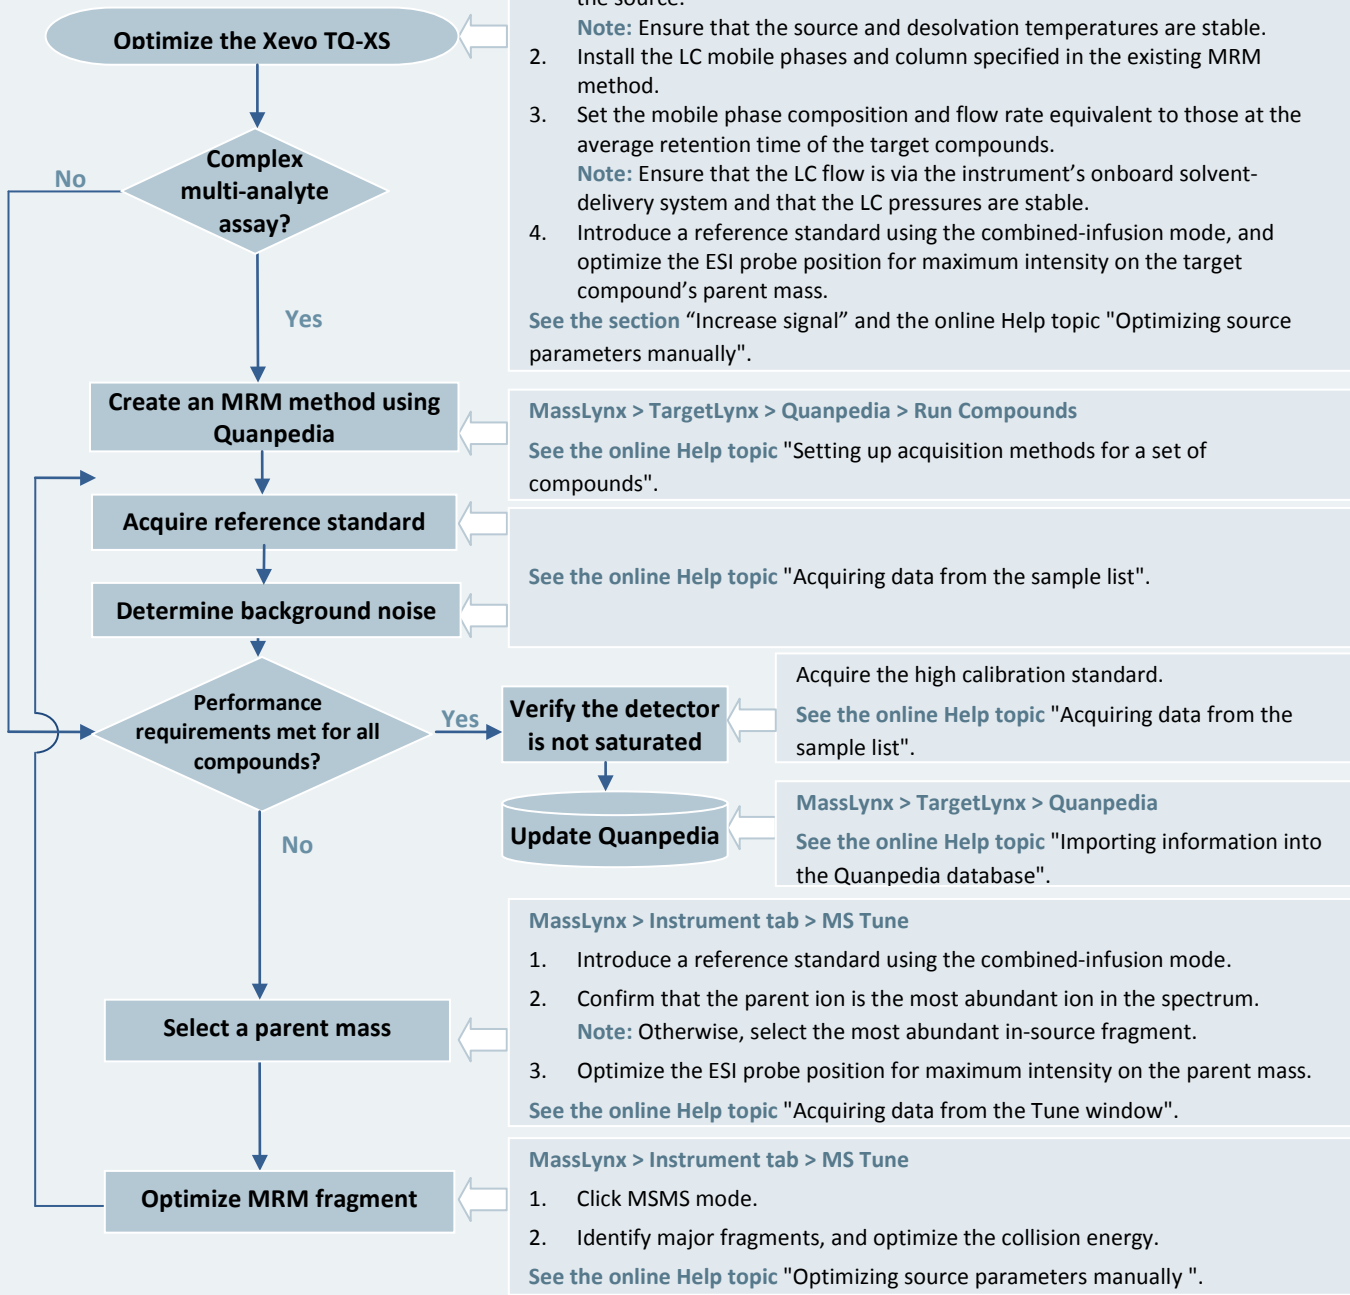 the source.
Note: Ensure that the source and desolvation temperatures are stable.
2. Install the LC mobile phases and column specified in the existing MRM
method.
3. Set the mobile phase composition and flow rate equivalent to those at the
average retention time of the target compounds.
Note: Ensure that the LC flow is via the instrument’s onboard solvent-
delivery system and that the LC pressures are stable.
4. Introduce a reference standard using the combined-infusion mode, and
optimize the ESI probe position for maximum intensity on the target
compound’s parent mass.
See the section “Increase signal” and the online Help topic "Optimizing source
parameters manually".
Optimize the Xevo TQ-XS
Complex
multi-analyte
assay?
No
Yes
Create an MRM method using
Quanpedia
MassLynx > TargetLynx > Quanpedia > Run Compounds
See the online Help topic "Setting up acquisition methods for a set of
compounds".
Acquire reference standard
Determine background noise
See the online Help topic "Acquiring data from the sample list".
Performance
requirements met for all
compounds?
Yes
Verify the detector
is not saturated
Acquire the high calibration standard.
See the online Help topic "Acquiring data from the
sample list".
Update Quanpedia
MassLynx > TargetLynx > Quanpedia
See the online Help topic "Importing information into
the Quanpedia database".
No
Select a parent mass
MassLynx > Instrument tab > MS Tune
1. Introduce a reference standard using the combined-infusion mode.
2. Confirm that the parent ion is the most abundant ion in the spectrum.
Note: Otherwise, select the most abundant in-source fragment.
3. Optimize the ESI probe position for maximum intensity on the parent mass.
See the online Help topic "Acquiring data from the Tune window".
Optimize MRM fragment
MassLynx > Instrument tab > MS Tune
1. Click MSMS mode.
2. Identify major fragments, and optimize the collision energy.
See the online Help topic "Optimizing source parameters manually ".